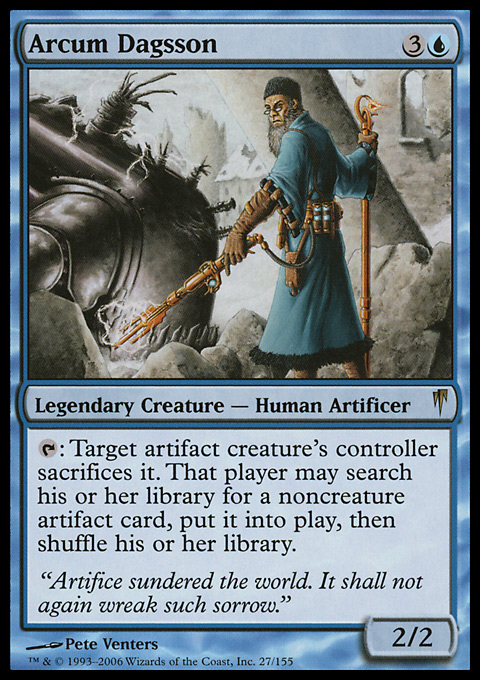 Arcum Dagsson 3
Legendary Creature — Human Artificer
: Target artifact creature's controller
sacrifices it. That player may search
his or her library for a noncreature
artifact card, put it into play, then
shuffle his or her library.
“Artifice sundered the world. It shall not
again wreak such sorrow.”
2/2
Pete Venters
™ & © 1993–2006 Wizards of the Coast, Inc. 27/155